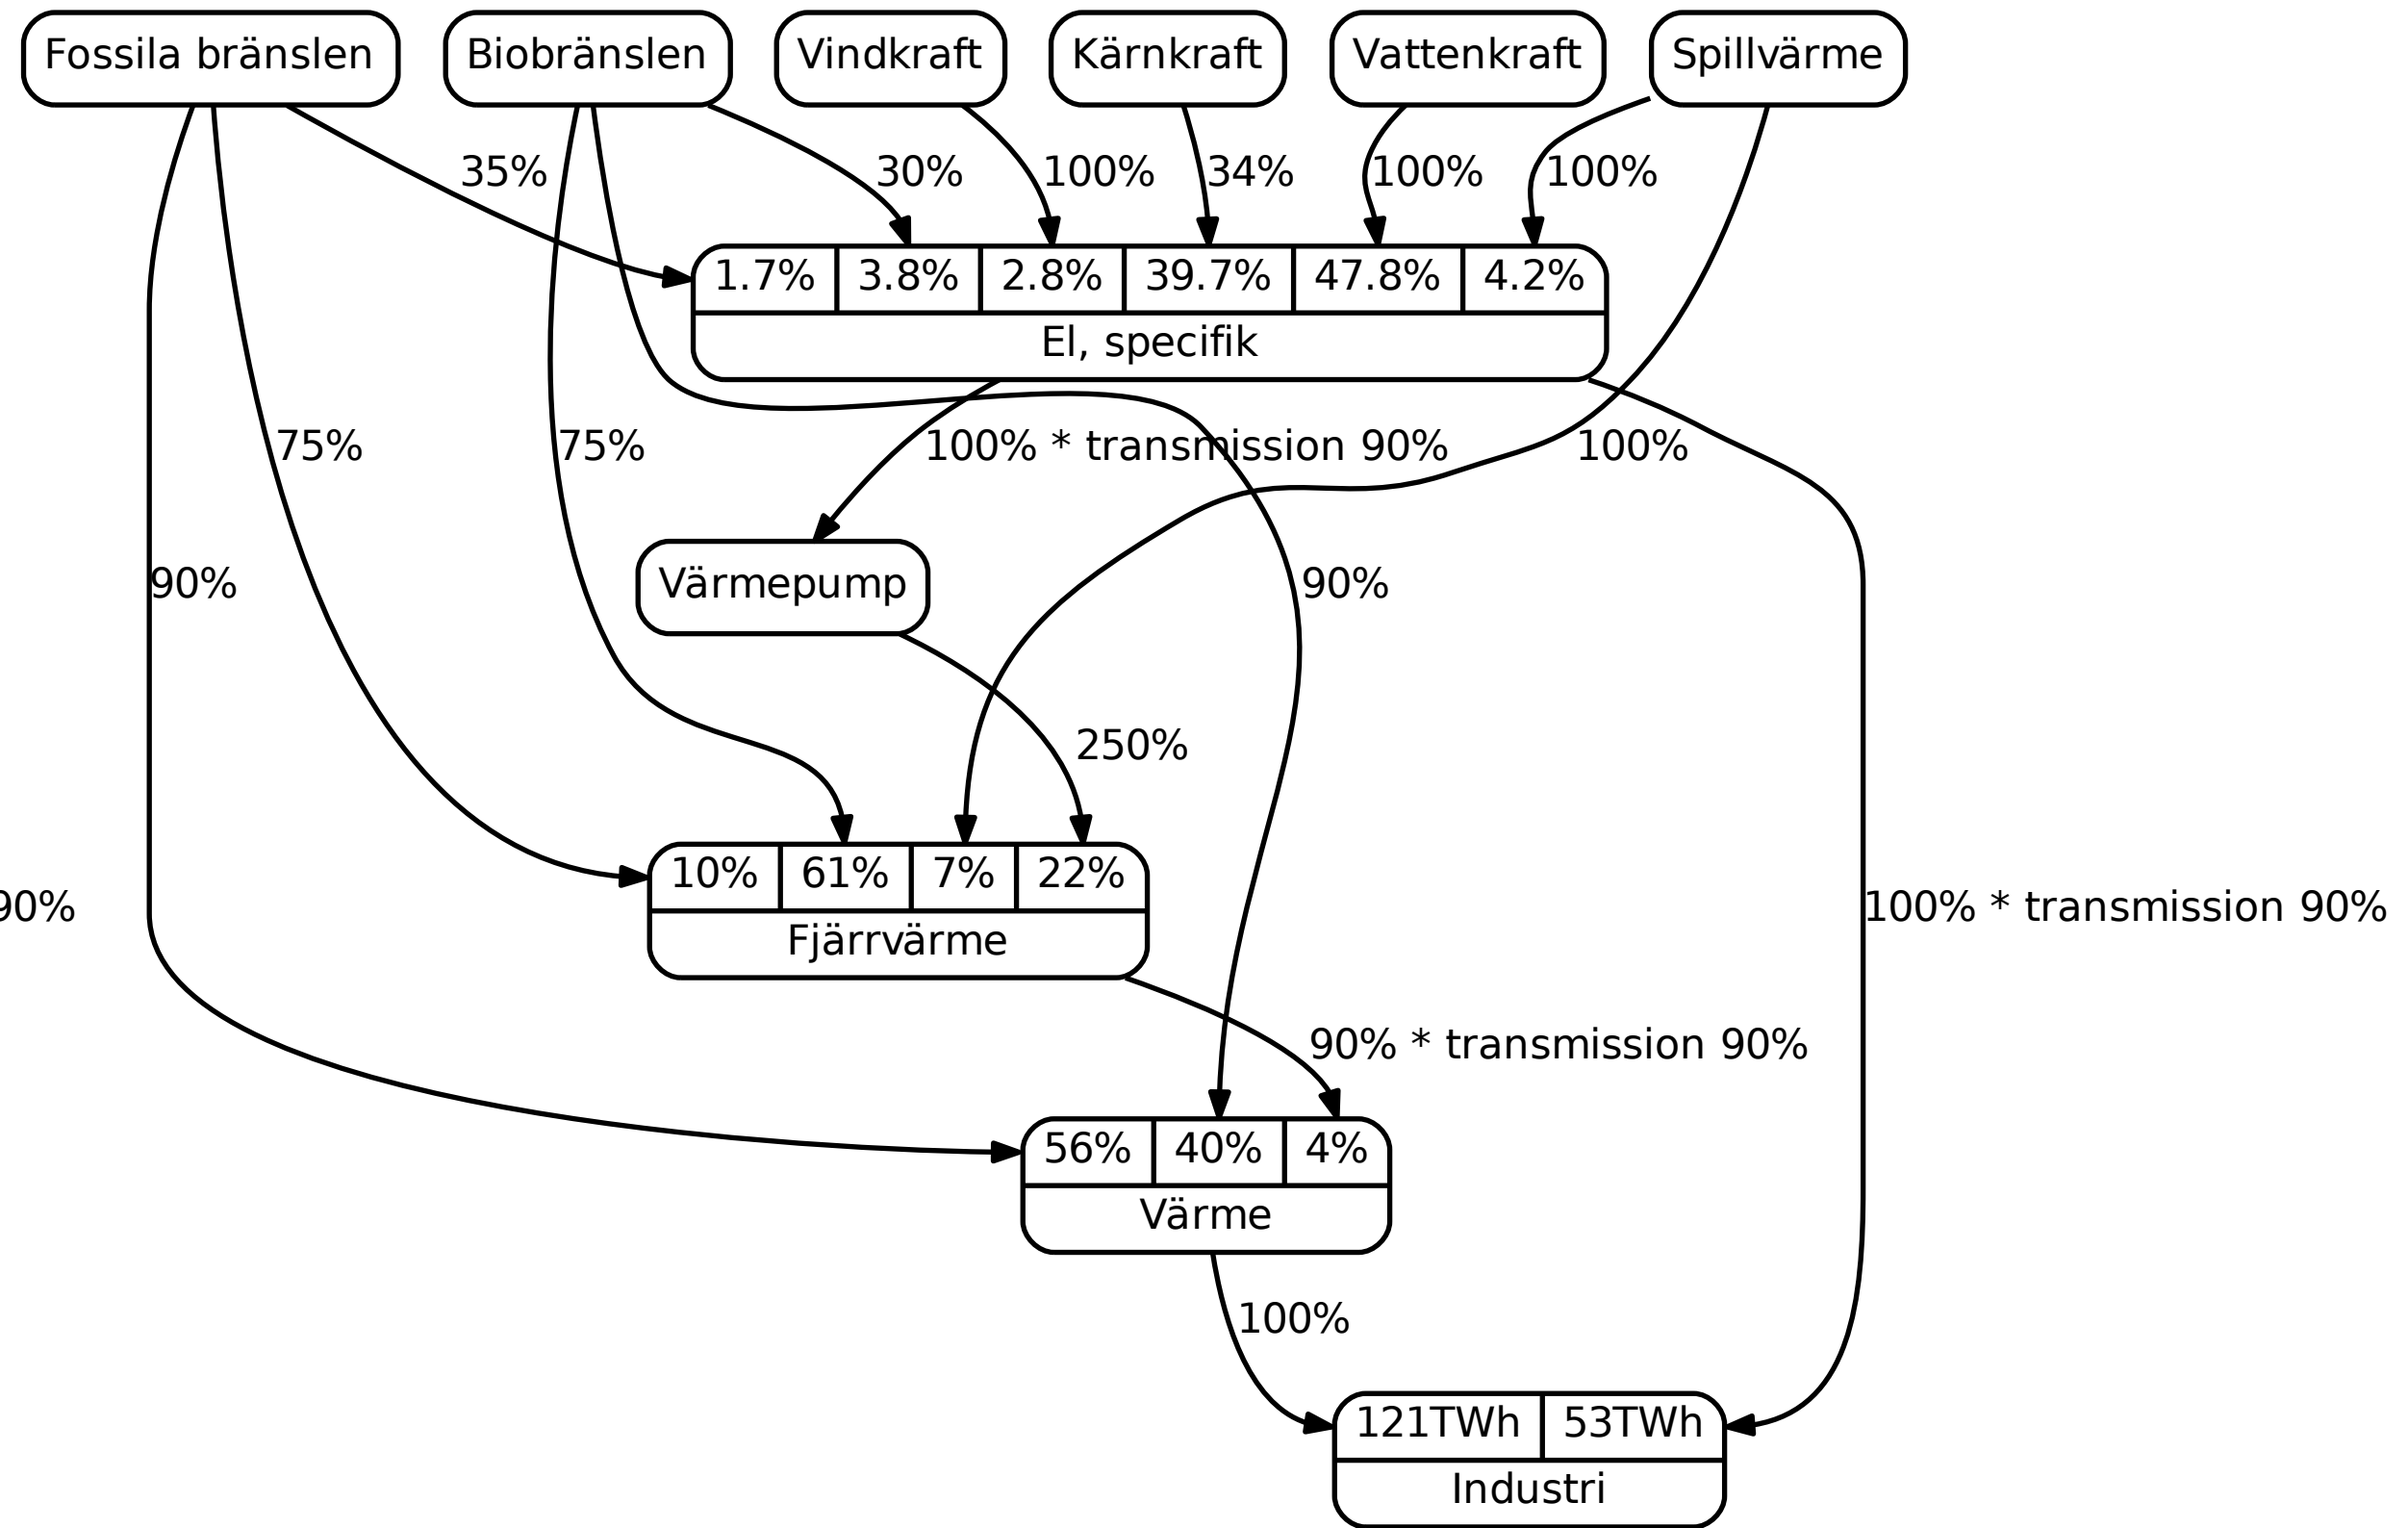 Fossila bränslen
Biobränslen
Vindkraft
Kärnkraft
Vattenkraft
Spillvärme
35%
30%
100%
34%
100%
100%
1.7%
3.8%
2.8%
39.7%
47.8%
4.2%
El, specifik
75%
75%
100% * transmission 90%
100%
90%
Värmepump
90%
250%
10%
61%
7%
22%
Fjärrvärme
90%
100% * transmission 90%
90% * transmission 90%
56%
40%
4%
Värme
100%
121TWh
53TWh
Industri